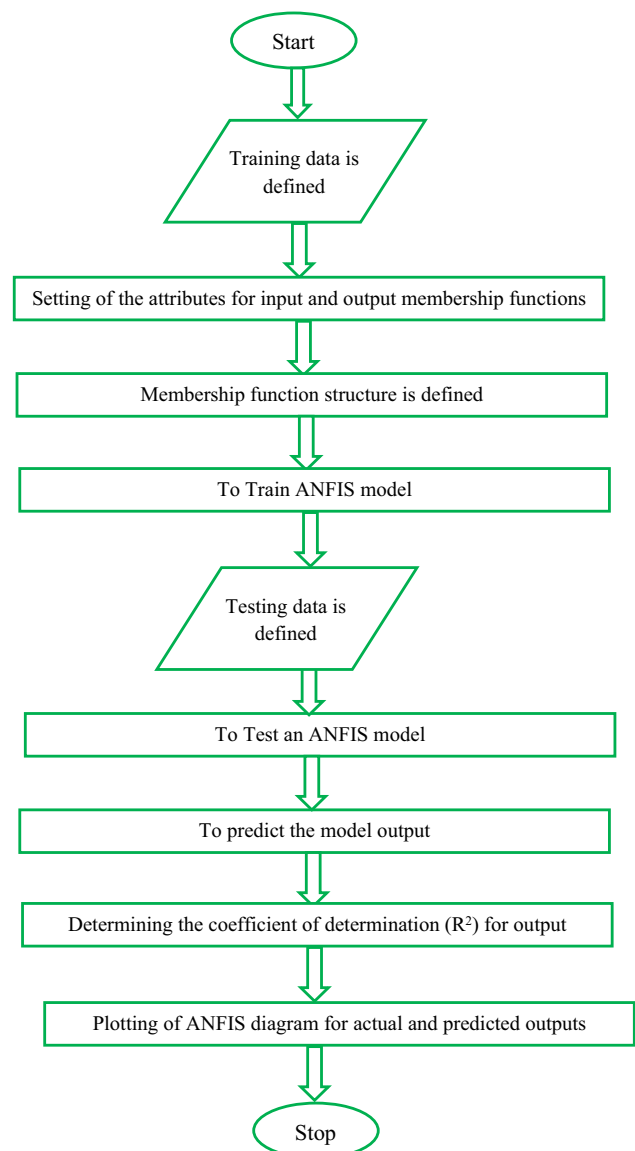 Start
Training data is
defined
Setting of the attributes for input and output membership functions
Membership function structure is defined
To Train ANFIS model
Testing data is
defined
To Test an ANFIS model
To predict the model output
Determining the coefficient of determination (R²) for output
Plotting of ANFIS diagram for actual and predicted outputs
Stop